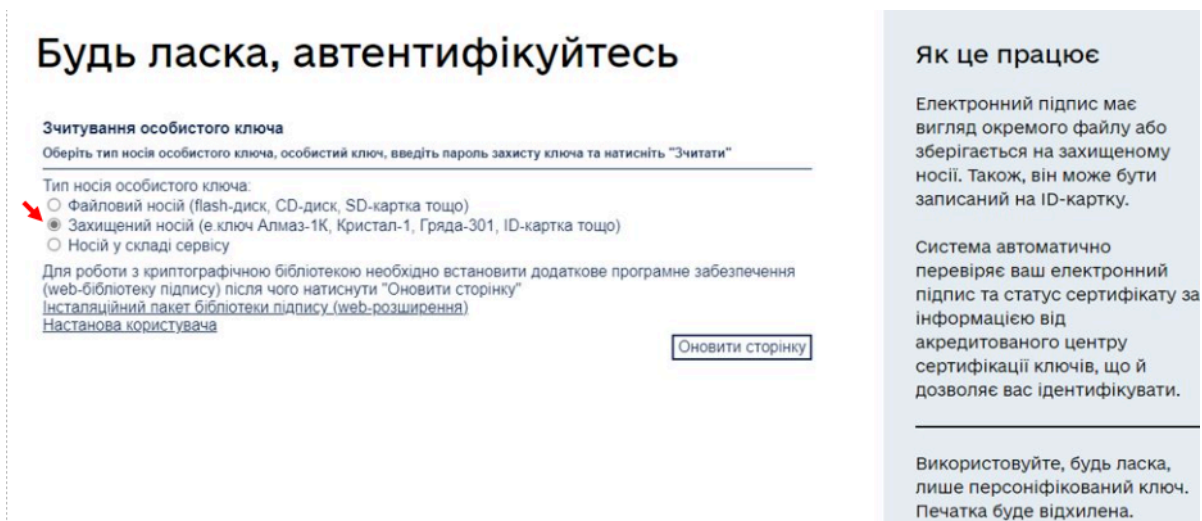 Будь ласка, автентифікуйтесь
Зчитування особистого ключа
Оберіть тип носія особистого ключа, особистий ключ, введіть пароль захисту ключа та натисніть "Зчитати"
Тип носія особистого ключа:
Файловий носій (flash-диск, CD-диск, SD-картка тощо)
Захищений носій (е.ключ Алмаз-1К, Кристал-1, Гряда-301, ID-картка тощо)
Носій у складі сервісу
Для роботи з криптографічною бібліотекою необхідно встановити додаткове програмне забезпечення
(web-бібліотеку підпису) після чого натиснути "Оновити сторінку"
Інсталяційний пакет бібліотеки підпису (web-розширення)
Настанова користувача
Оновити сторінку
Як це працює
Електронний підпис має
вигляд окремого файлу або
зберігається на захищеному
носії. Також, він може бути
записаний на ID-картку.
Система автоматично
перевіряє ваш електронний
підпис та статус сертифікату за
інформацією від
акредитованого центру
сертифікації ключів, що й
дозволяє вас ідентифікувати.
Використовуйте, будь ласка,
лише персоніфікований ключ.
Печатка буде відхилена.